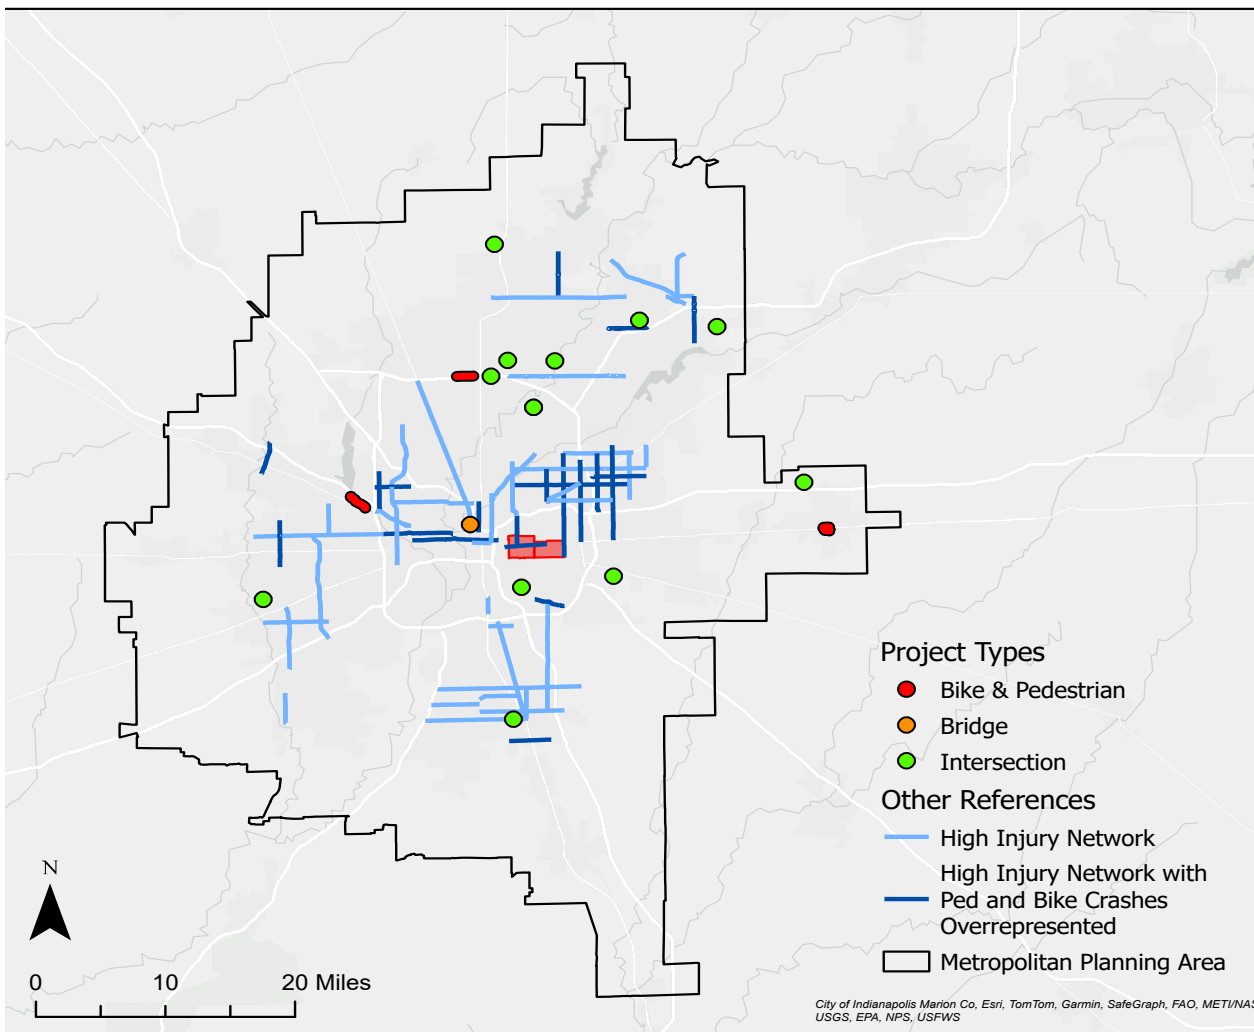 Project Types
Bike & Pedestrian
Bridge
Intersection
Other References
High Injury Network
High Injury Network with
Ped and Bike Crashes
Overrepresented
Metropolitan Planning Area
N
0 10 20 Miles
City of Indianapolis Marion Co, Esri, TomTom, Garmin, SafeGraph, FAO, METI/NAS
USGS, EPA, NPS, USFWS